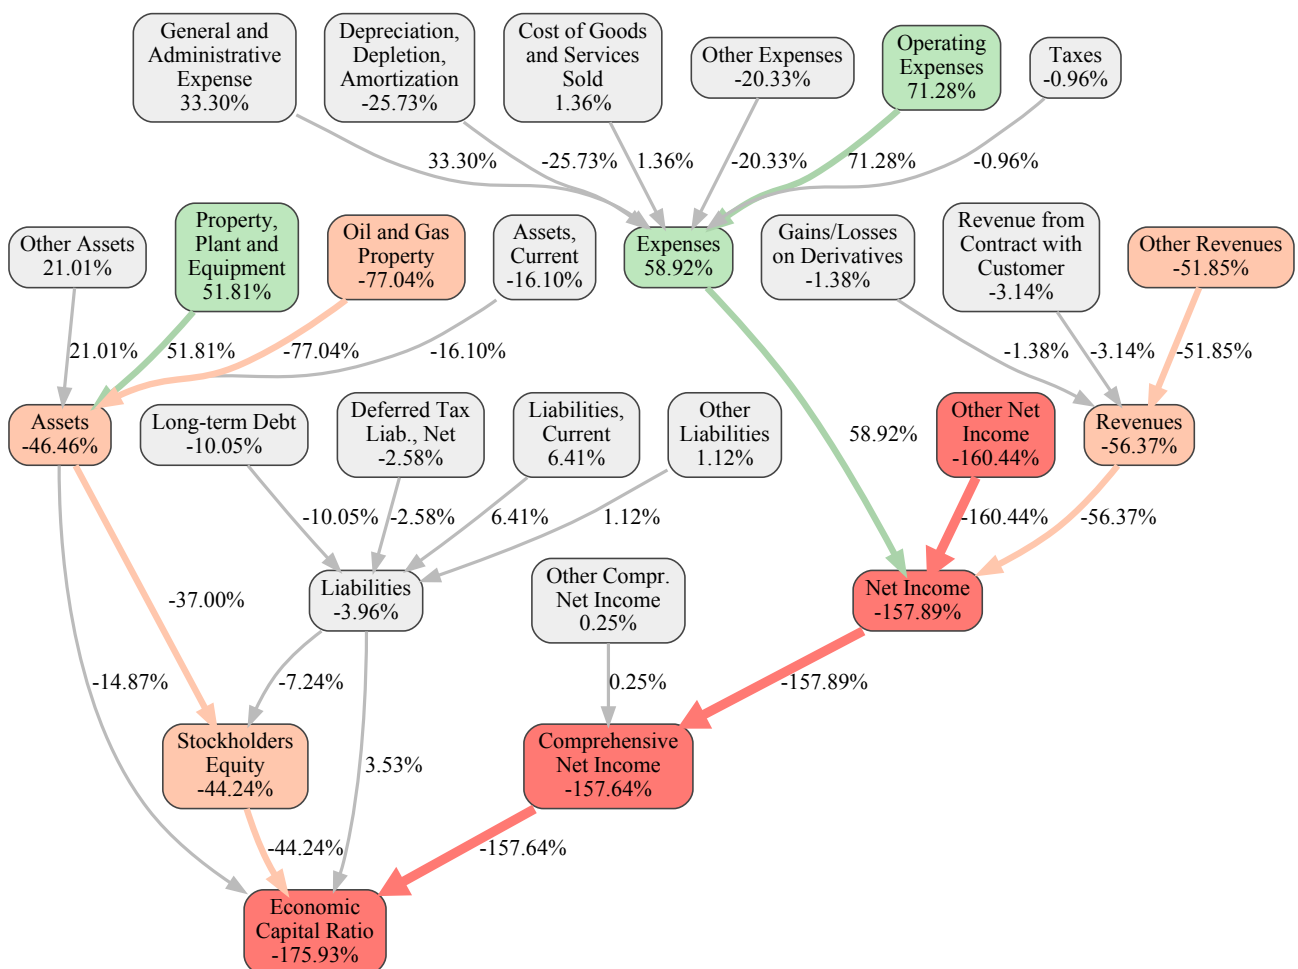 General and
Administrative
Expense
33.30%
Depreciation,
Depletion,
Amortization
-25.73%
Cost of Goods
and Services
Sold
1.36%
Other Expenses
-20.33%
Operating
Expenses
71.28%
Taxes
-0.96%
33.30%
-25.73%
1.36%
-20.33%
71.28%
-0.96%
Other Assets
21.01%
Property,
Plant and
Equipment
51.81%
Oil and Gas
Property
-77.04%
Assets,
Current
-16.10%
Expenses
58.92%
Gains/Losses
on Derivatives
-1.38%
Revenue from
Contract with
Customer
-3.14%
Other Revenues
-51.85%
21.01%
51.81%
-77.04%
-16.10%
-1.38%
-3.14%
-51.85%
Assets
-46.46%
Long-term Debt
-10.05%
Deferred Tax
Liab., Net
-2.58%
Liabilities,
Current
6.41%
Other
Liabilities
1.12%
58.92%
Other Net
Income
-160.44%
Revenues
-56.37%
-10.05%
-2.58%
6.41%
1.12%
-160.44%
-56.37%
-37.00%
Liabilities
-3.96%
Other Compr.
Net Income
0.25%
Net Income
-157.89%
-14.87%
-7.24%
0.25%
-157.89%
Stockholders
Equity
-44.24%
3.53%
Comprehensive
Net Income
-157.64%
-44.24%
-157.64%
Economic
Capital Ratio
-175.93%